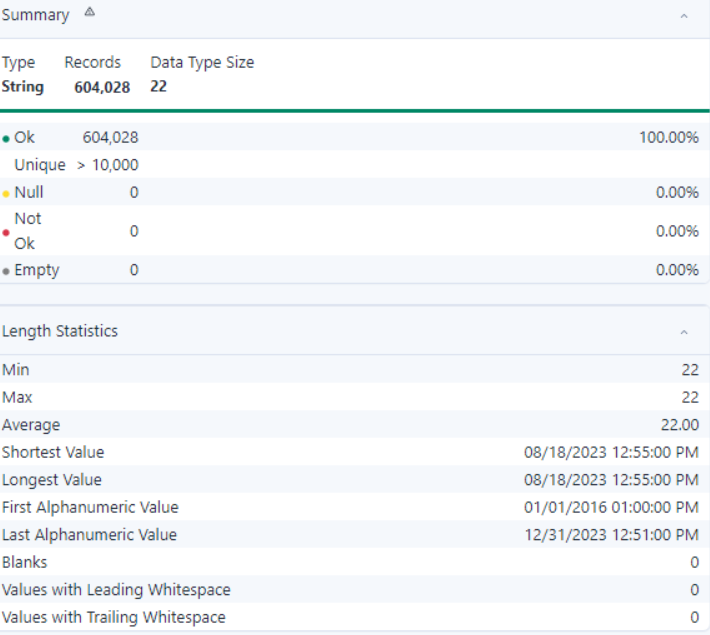 Summary
Type Records Data Type Size
String 604,028 22
Ok 604,028 100.00%
Unique > 10,000
Null 0 0.00%
Not
Ok 0 0.00%
Empty 0 0.00%
Length Statistics
Min 22
Max 22
Average 22.00
Shortest Value 08/18/2023 12:55:00 PM
Longest Value 08/18/2023 12:55:00 PM
First Alphanumeric Value 01/01/2016 01:00:00 PM
Last Alphanumeric Value 12/31/2023 12:51:00 PM
Blanks 0
Values with Leading Whitespace 0
Values with Trailing Whitespace 0